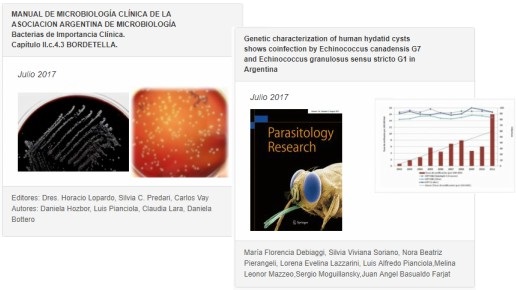 MANUAL DE MICROBIOLOGÍA CLÍNICA DE LA
ASOCIACION ARGENTINA DE MICROBIOLOGÍA
Bacterias de Importancia Clínica.
Capítulo II.c.4.3 BORDETELLA.
Julio 2017
Editores: Dres. Horacio Lopardo, Silvia C. Predari, Carlos Vay
Autores: Daniela Hozbor, Luis Pianciola, Claudia Lara, Daniela
Bottero
Genetic characterization of human hydatid cysts
shows coinfection by Echinococcus canadensis G7
and Echinococcus granulosus sensu stricto G1 in
Argentina
Julio 2017
Parasitology
Research
Springer
María Florencia Debiaggi, Silvia Viviana Soriano, Nora Beatriz
Pierangeli, Lorena Evelina Lazzarini, Luis Alfredo Pianciola,Melina
Leonor Mazzeo,Sergio Moguillansky,Juan Angel Basualdo Farjat